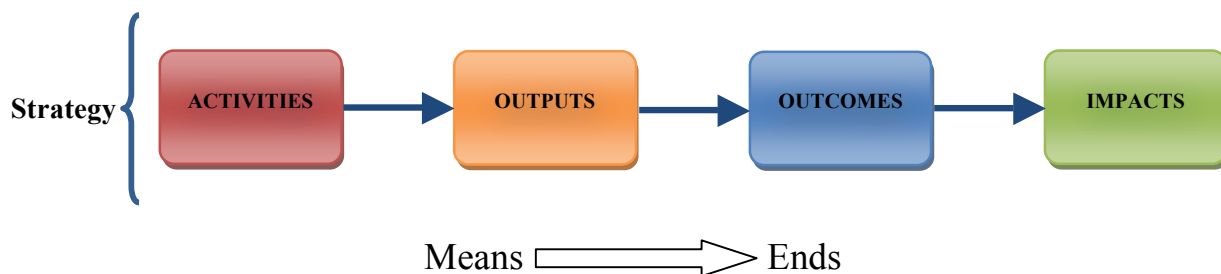 Strategy
ACTIVITIES
OUTPUTS
OUTCOMES
IMPACTS
Means
Ends